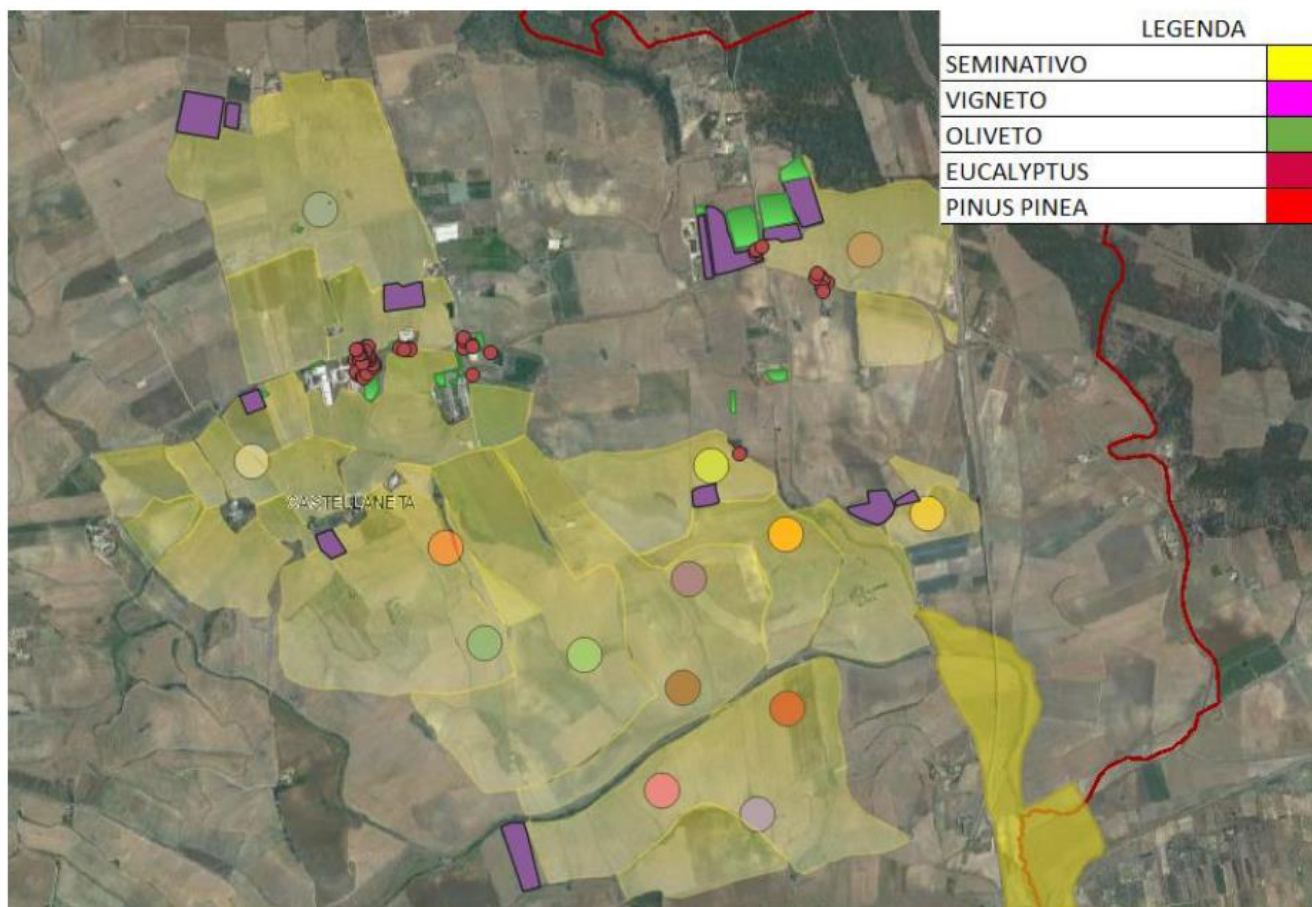 LEGENDA
SEMINATIVO
VIGNETO
OLIVETO
EUCALYPTUS
PINUS PINEA
CASTELLANETA